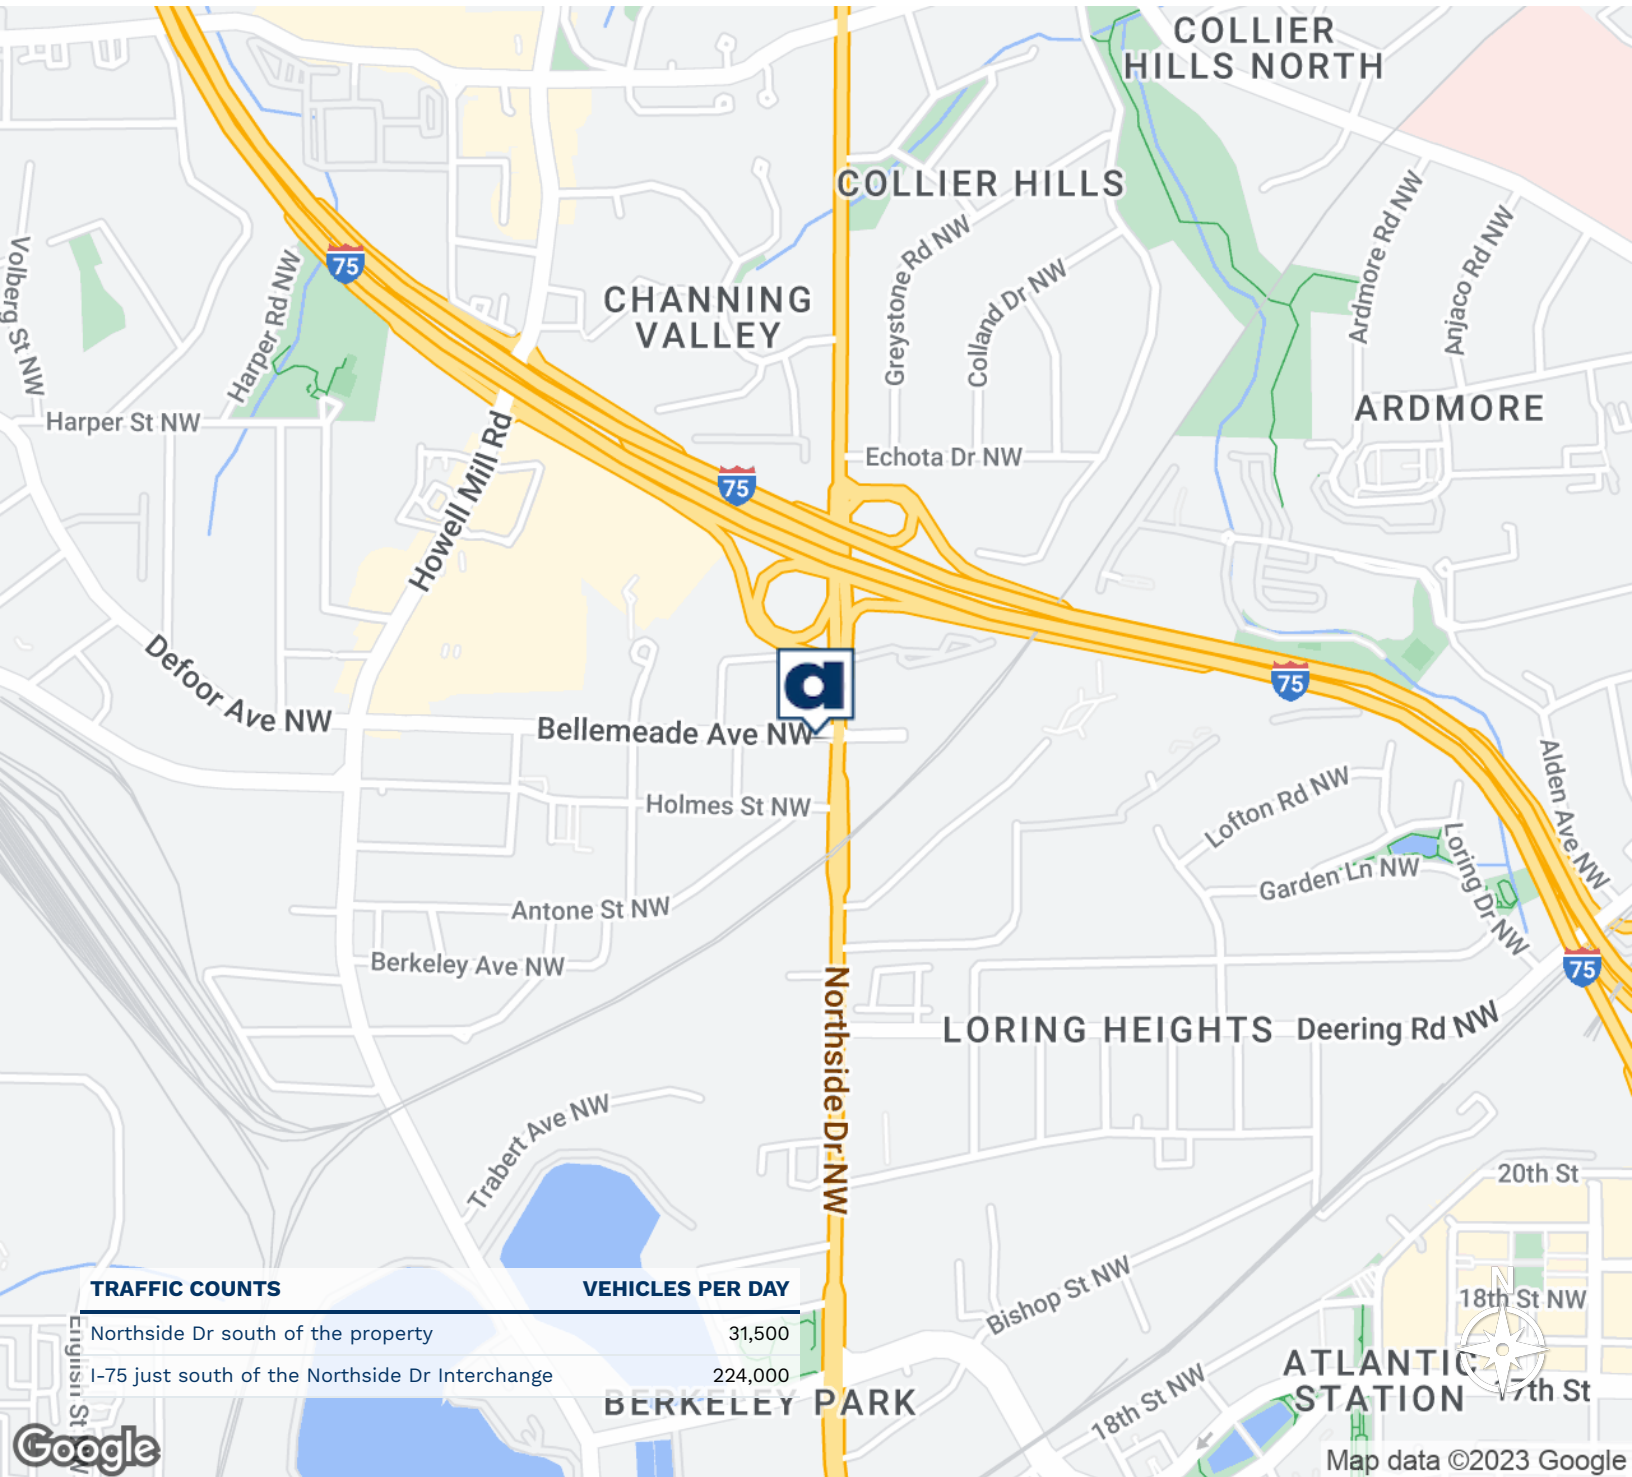 COLLIER
HILLS NORTH
COLLIER HILLS
Ardmore Rd NW
Anjaco Rd NW
Volberg St NW
Harper Rd NW
75
CHANNING
VALLEY
Greystone Rd NW
Colland Dr NW
ARDMORE
Harper St NW
Howell Mill Rd
Echota Dr NW
75
Defoor Ave NW
75
a
Bellemeade Ave NW
Holmes St NW
Lofton Rd NW
Alden Ave NW
Garden Ln NW
Loring Dr NW
Antone St NW
Berkeley Ave NW
75
Northside Dr NW
LORING HEIGHTS
Deering Rd NW
Trabert Ave NW
20th St
Bishop St NW
N
18th St NW
TRAFFIC COUNTS VEHICLES PER DAY
Northside Dr south of the property 31,500
I-75 just south of the Northside Dr Interchange 224,000
English St NW
BERKELEY PARK
ATLANTIC
STATION
17th St
18th St NW
Google
Map data ©2023 Google